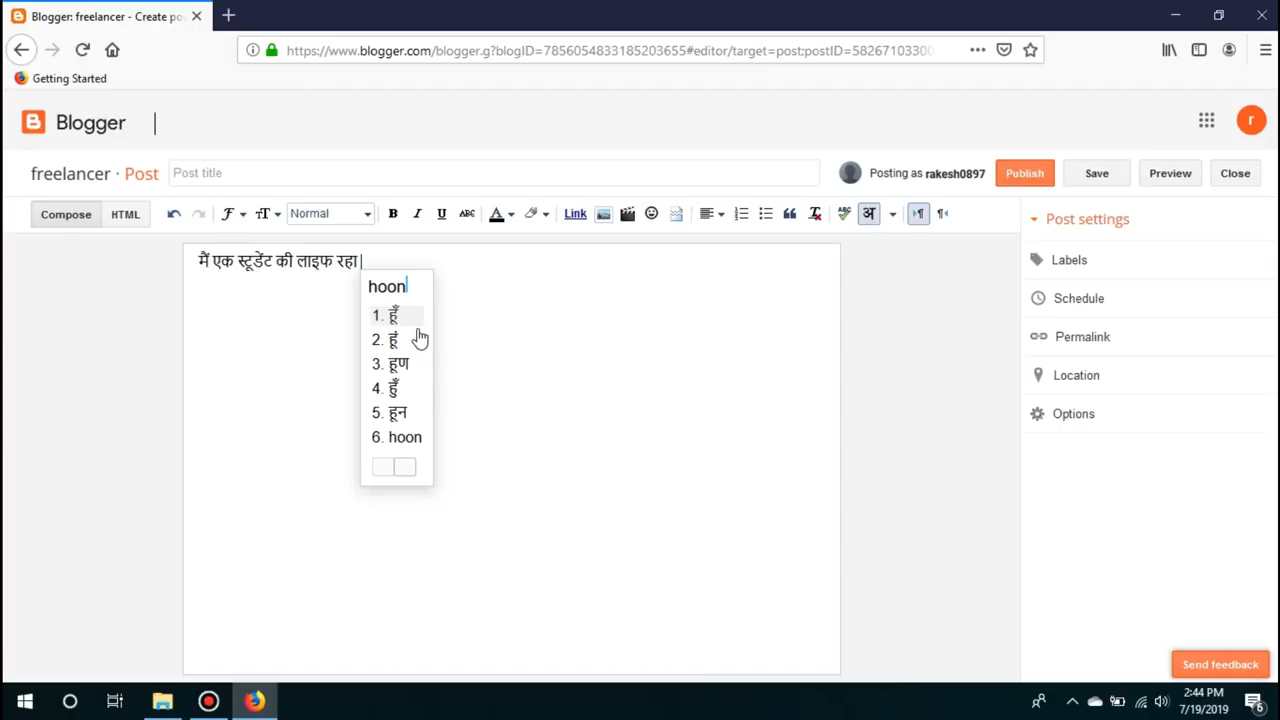 Blogger: freelancer - Create po
https://www.blogger.com/blogger.g?blogID=7856054833185203655#editor/target=post;postID=58267103300
Getting Started
Blogger
r
freelancer · Post
Post title
Posting as rakesh0897
Publish
Save
Preview
Close
Compose
HTML
Normal
B I U ABC A
Link
ABC
अ
Post settings
मैं एक स्टूडेंट की लाइफ रहा
hoon
1. हूँ
2. हूं
3. हूण
4. हुँ
5. हून
6. hoon
Labels
Schedule
Permalink
Location
Options
Send feedback
2:44 PM
7/19/2019
6